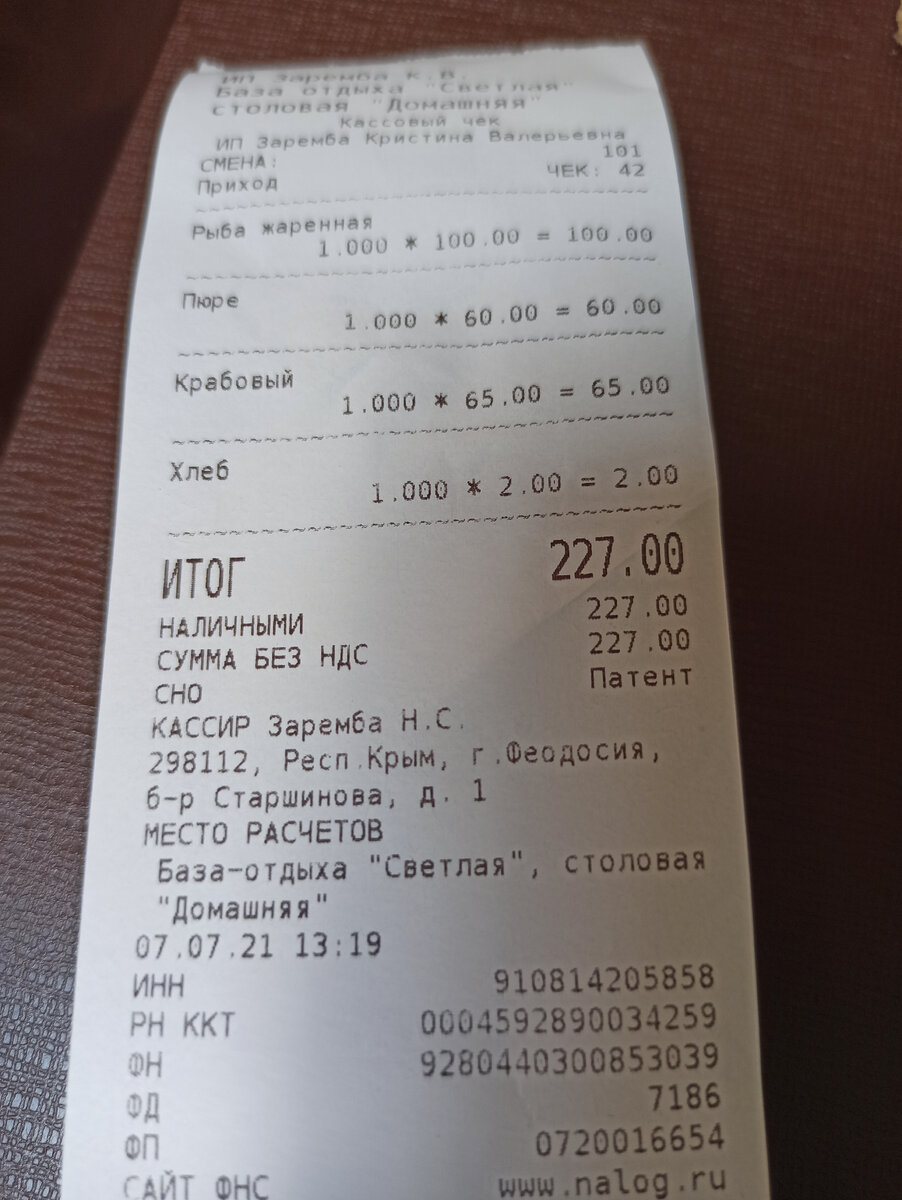 ИП Заремба К.В.
База отдыха "Светлая"
столовая "Домашняя"
Кассовый чек
ИП Заремба Кристина Валерьевна
СМЕНА: 101
Приход ЧЕК: 42
Рыба жаренная
1.000 * 100.00 = 100.00
Пюре
1.000 * 60.00 = 60.00
Крабовый
1.000 * 65.00 = 65.00
Хлеб
1.000 * 2.00 = 2.00
ИТОГ 227.00
НАЛИЧНЫМИ 227.00
СУММА БЕЗ НДС 227.00
СНО Патент
КАССИР Заремба Н.С.
298112, Респ.Крым, г.Феодосия,
б-р Старшинова, д. 1
МЕСТО РАСЧЕТОВ
База-отдыха "Светлая", столовая
"Домашняя"
07.07.21 13:19
ИНН 910814205858
РН ККТ 0004592890034259
ФН 9280440300853039
ФД 7186
ФП 0720016654
САЙТ ФНС www.nalog.ru